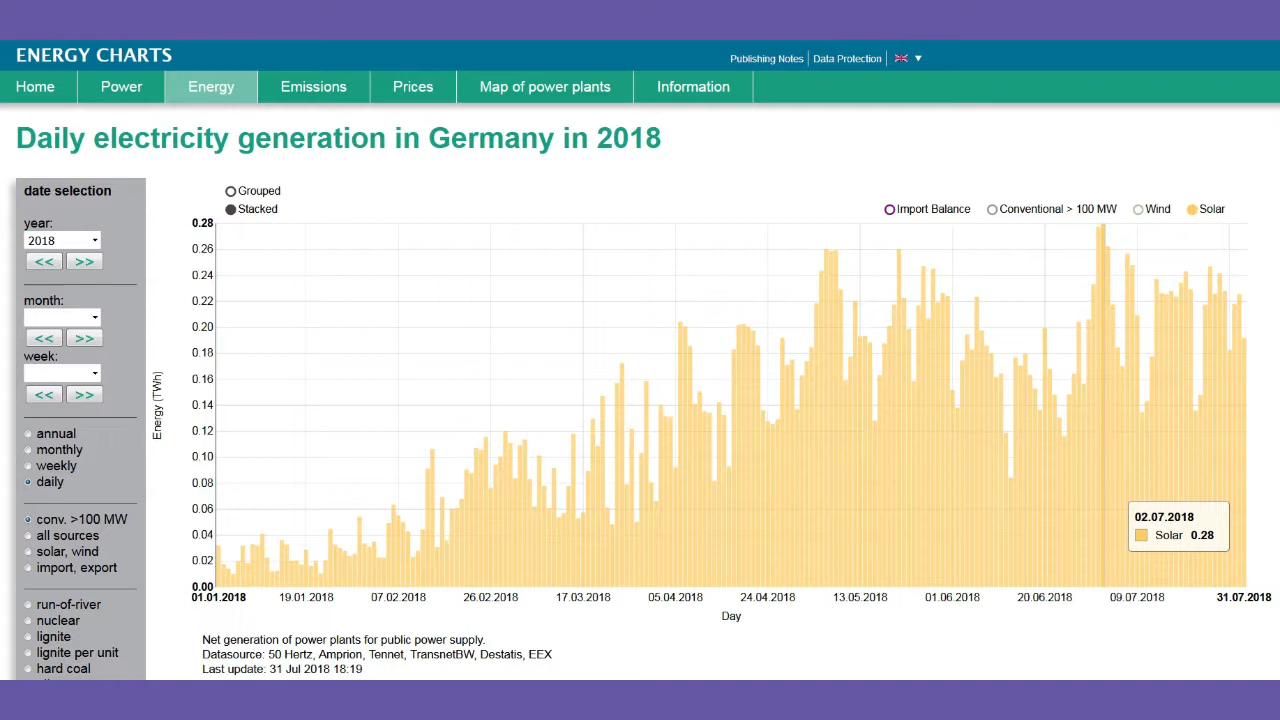 ENERGY CHARTS
Publishing Notes Data Protection
Home Power Energy Emissions Prices Map of power plants Information
Daily electricity generation in Germany in 2018
date selection
year:
2018
<< >>
month:
<< >>
week:
<< >>
annual
monthly
weekly
daily
conv. >100 MW
all sources
solar, wind
import, export
run-of-river
nuclear
lignite
lignite per unit
hard coal
Grouped
Stacked
Import Balance Conventional > 100 MW Wind Solar
0.28
0.26
0.24
0.22
0.20
0.18
0.16
0.14
0.12
0.10
0.08
0.06
0.04
0.02
0.00
Energy (TWh)
02.07.2018
Solar 0.28
01.01.2018 19.01.2018 07.02.2018 26.02.2018 17.03.2018 05.04.2018 24.04.2018 13.05.2018 01.06.2018 20.06.2018 09.07.2018 31.07.2018
Day
Net generation of power plants for public power supply.
Datasource: 50 Hertz, Amprion, Tennet, TransnetBW, Destatis, EEX
Last update: 31 Jul 2018 18:19